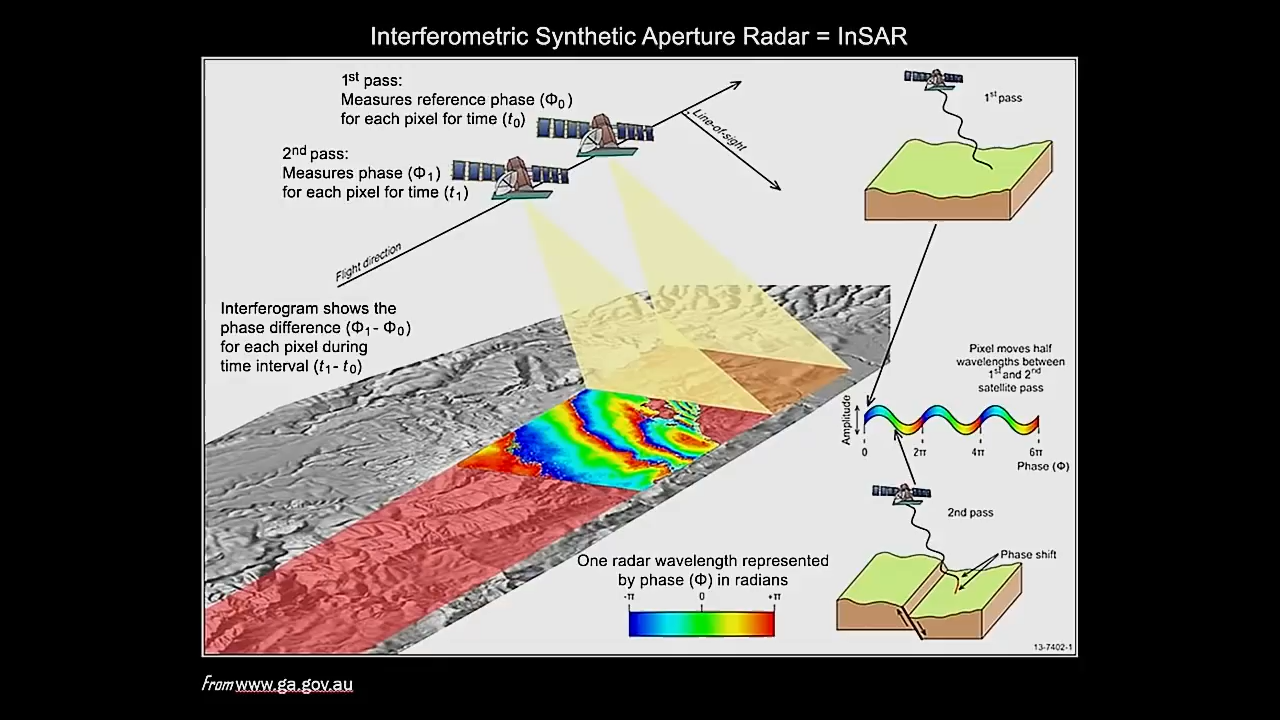 Interferometric Synthetic Aperture Radar = InSAR
1st pass:
Measures reference phase (Φ0)
for each pixel for time (t0)
2nd pass:
Measures phase (Φ1)
for each pixel for time (t1)
Line-of-sight
Flight direction
Interferogram shows the
phase difference (Φ1- Φ0)
for each pixel during
time interval (t1- t0)
1st pass
Pixel moves half
wavelengths between
1st and 2nd
satellite pass
Amplitude
0 2π 4π 6π
Phase (Φ)
2nd pass
Phase shift
One radar wavelength represented
by phase (Φ) in radians
-π 0 +π
13-7402-1
From www.ga.gov.au